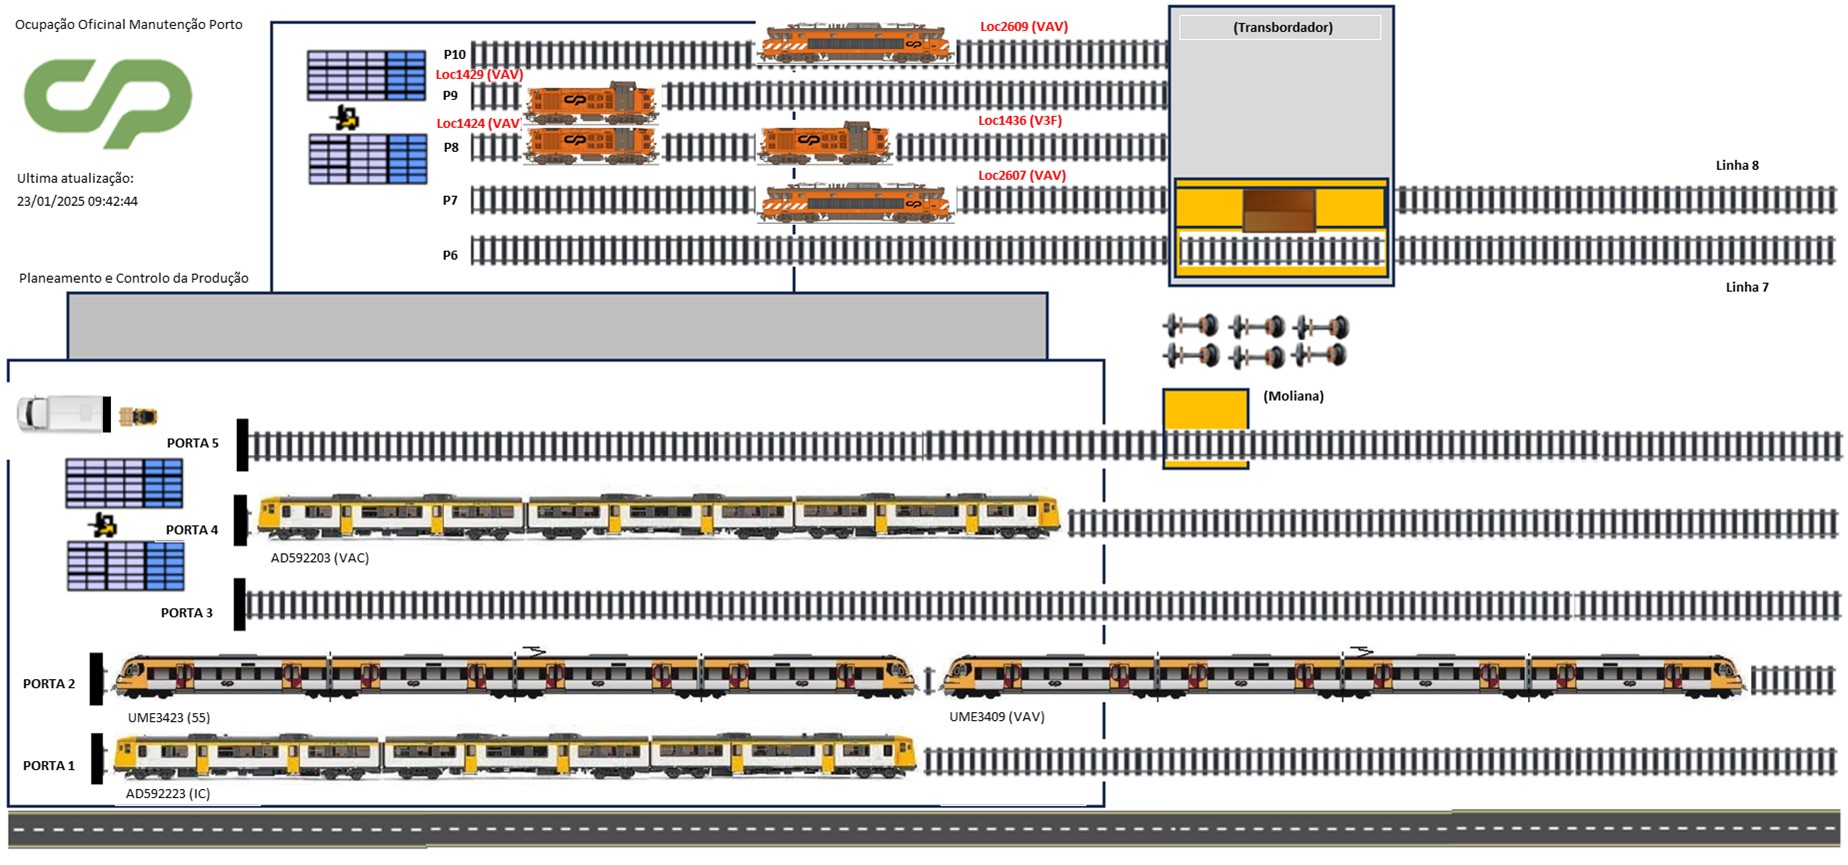 Ocupação Oficinal Manutenção Porto
CP
Ultima atualização:
23/01/2025 09:42:44
Planeamento e Controlo da Produção
P10
Loc2609 (VAV)
(Transbordador)
Loc1429 (VAV)
P9
Loc1424 (VAV)
Loc1436 (V3F)
P8
Linha 8
Loc2607 (VAV)
P7
P6
Linha 7
(Moliana)
PORTA 5
PORTA 4
AD592203 (VAC)
PORTA 3
PORTA 2
UME3423 (55)
UME3409 (VAV)
PORTA 1
AD592223 (IC)